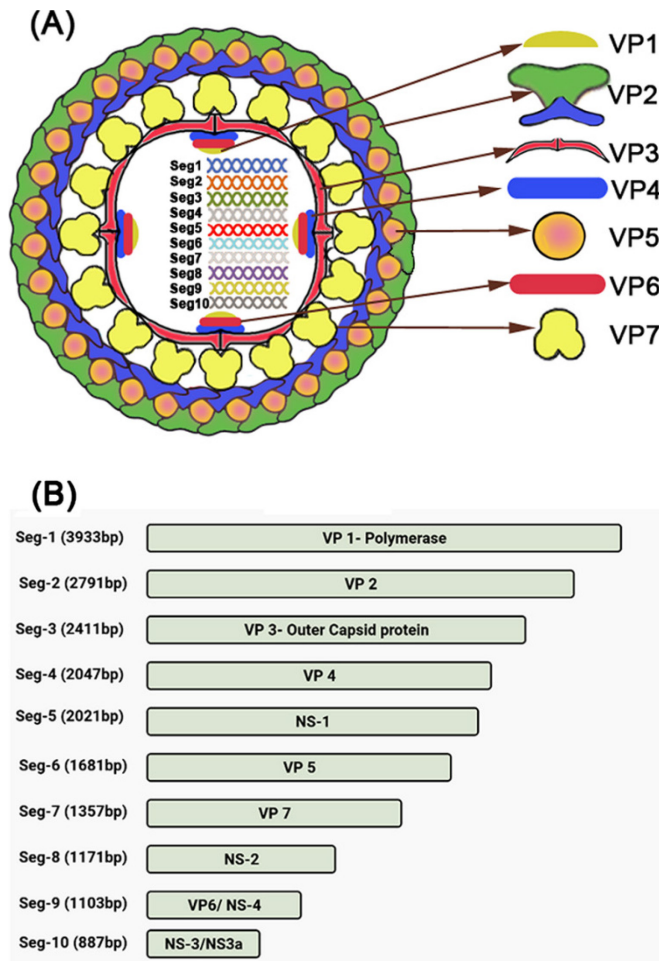 (A)
VP1
VP2
VP3
VP4
VP5
VP6
VP7
Seg1
Seg2
Seg3
Seg4
Seg5
Seg6
Seg7
Seg8
Seg9
Seg10
(B)
Seg-1 (3933bp) VP 1- Polymerase
Seg-2 (2791bp) VP 2
Seg-3 (2411bp) VP 3- Outer Capsid protein
Seg-4 (2047bp) VP 4
Seg-5 (2021bp) NS-1
Seg-6 (1681bp) VP 5
Seg-7 (1357bp) VP 7
Seg-8 (1171bp) NS-2
Seg-9 (1103bp) VP6/ NS-4
Seg-10 (887bp) NS-3/NS3a